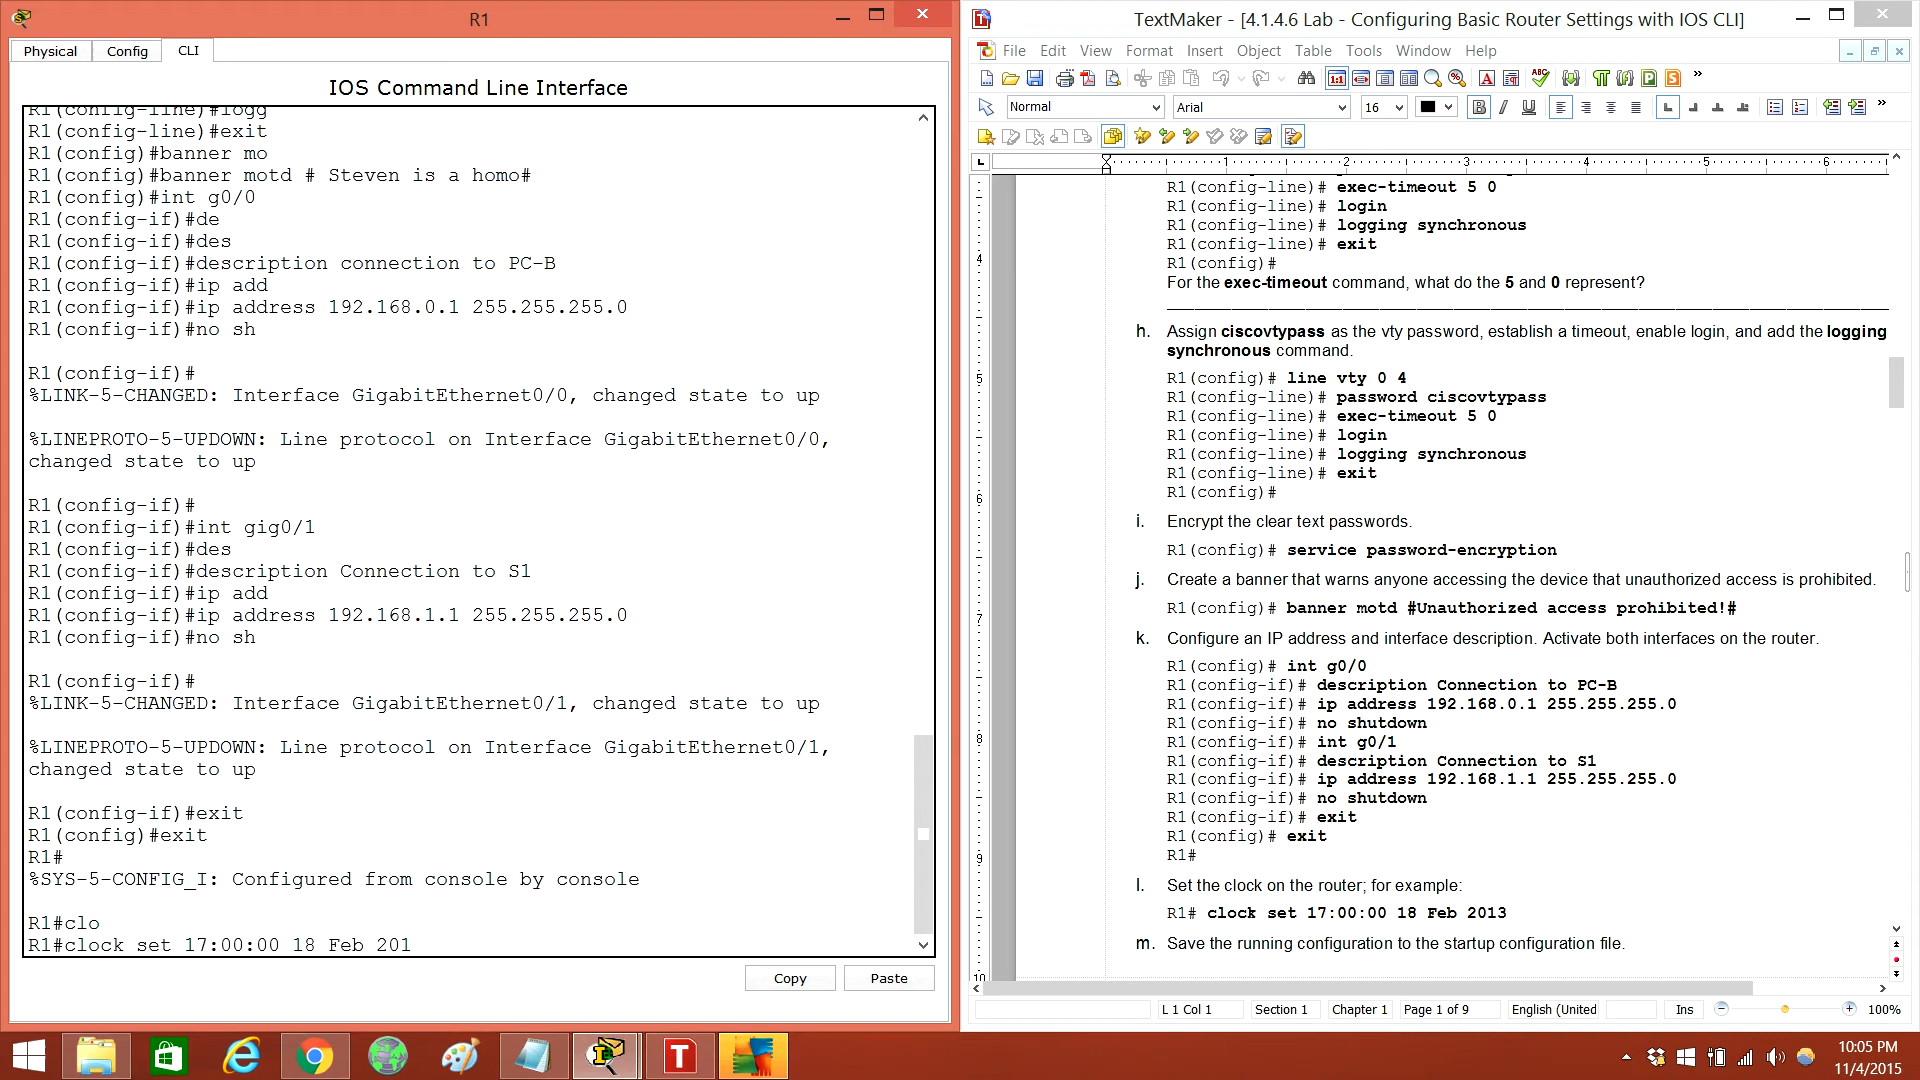 R1
Physical
Config
CLI
IOS Command Line Interface
R1(config-line)#logg
R1(config-line)#exit
R1(config)#banner mo
R1(config)#banner motd # Steven is a homo#
R1(config)#int g0/0
R1(config-if)#de
R1(config-if)#des
R1(config-if)#description connection to PC-B
R1(config-if)#ip add
R1(config-if)#ip address 192.168.0.1 255.255.255.0
R1(config-if)#no sh
R1(config-if)#
%LINK-5-CHANGED: Interface GigabitEthernet0/0, changed state to up
%LINEPROTO-5-UPDOWN: Line protocol on Interface GigabitEthernet0/0,
changed state to up
R1(config-if)#
R1(config-if)#int gig0/1
R1(config-if)#des
R1(config-if)#description Connection to S1
R1(config-if)#ip add
R1(config-if)#ip address 192.168.1.1 255.255.255.0
R1(config-if)#no sh
R1(config-if)#
%LINK-5-CHANGED: Interface GigabitEthernet0/1, changed state to up
%LINEPROTO-5-UPDOWN: Line protocol on Interface GigabitEthernet0/1,
changed state to up
R1(config-if)#exit
R1(config)#exit
R1#
%SYS-5-CONFIG_I: Configured from console by console
R1#clo
R1#clock set 17:00:00 18 Feb 201
Copy
Paste
TextMaker - [4.1.4.6 Lab - Configuring Basic Router Settings with IOS CLI]
File Edit View Format Insert Object Table Tools Window Help
Normal Arial 16
1 2 3 4 5 6
R1(config-line)# exec-timeout 5 0
R1(config-line)# login
R1(config-line)# logging synchronous
R1(config-line)# exit
R1(config)#
For the exec-timeout command, what do the 5 and 0 represent?
h. Assign ciscovtypass as the vty password, establish a timeout, enable login, and add the logging
synchronous command.
R1(config)# line vty 0 4
R1(config-line)# password ciscovtypass
R1(config-line)# exec-timeout 5 0
R1(config-line)# login
R1(config-line)# logging synchronous
R1(config-line)# exit
R1(config)#
i. Encrypt the clear text passwords.
R1(config)# service password-encryption
j. Create a banner that warns anyone accessing the device that unauthorized access is prohibited.
R1(config)# banner motd #Unauthorized access prohibited!#
k. Configure an IP address and interface description. Activate both interfaces on the router.
R1(config)# int g0/0
R1(config-if)# description Connection to PC-B
R1(config-if)# ip address 192.168.0.1 255.255.255.0
R1(config-if)# no shutdown
R1(config-if)# int g0/1
R1(config-if)# description Connection to S1
R1(config-if)# ip address 192.168.1.1 255.255.255.0
R1(config-if)# no shutdown
R1(config-if)# exit
R1(config)# exit
R1#
l. Set the clock on the router; for example:
R1# clock set 17:00:00 18 Feb 2013
m. Save the running configuration to the startup configuration file.
4
5
6
7
8
9
10
L 1 Col 1 Section 1 Chapter 1 Page 1 of 9 English (United Ins 100%
10:05 PM
11/4/2015